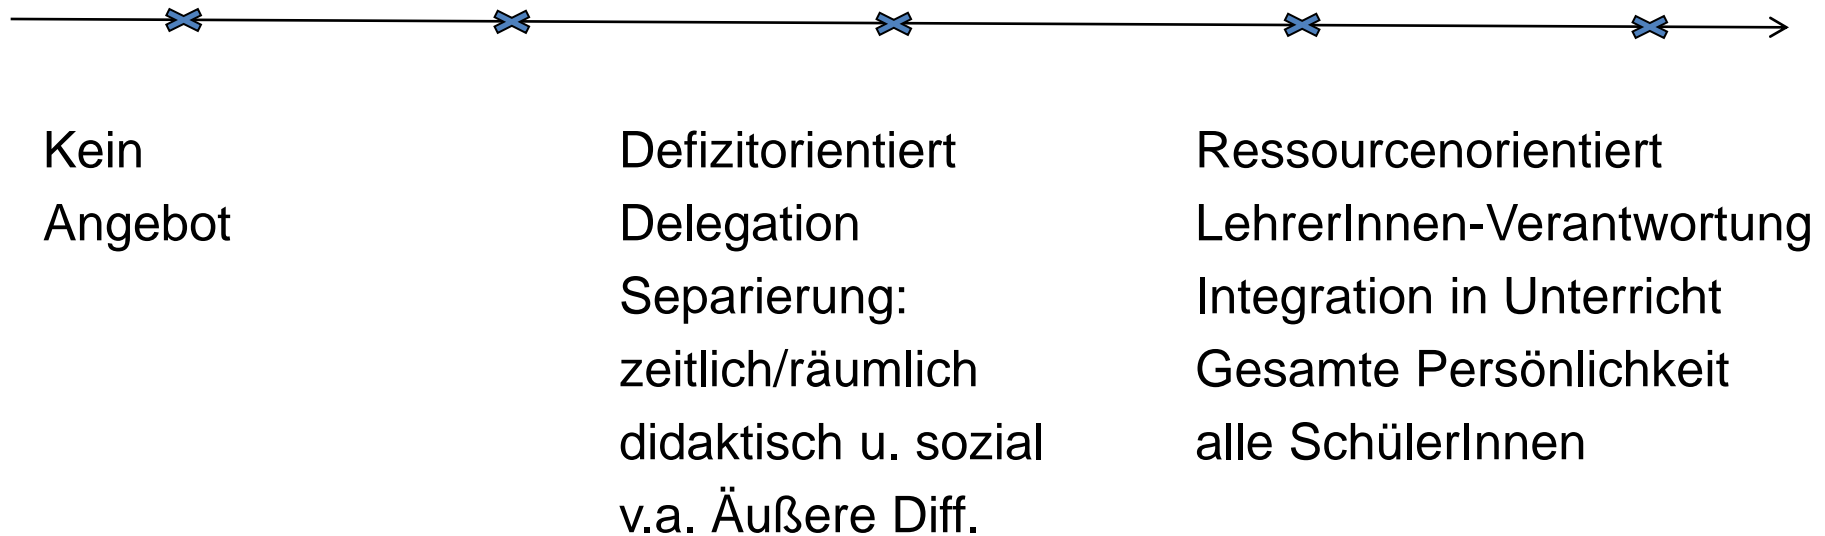 Kein
Angebot
Defizitorientiert
Delegation
Separierung:
zeitlich/räumlich
didaktisch u. sozial
v.a. Äußere Diff.
Ressourcenorientiert
LehrerInnen-Verantwortung
Integration in Unterricht
Gesamte Persönlichkeit
alle SchülerInnen